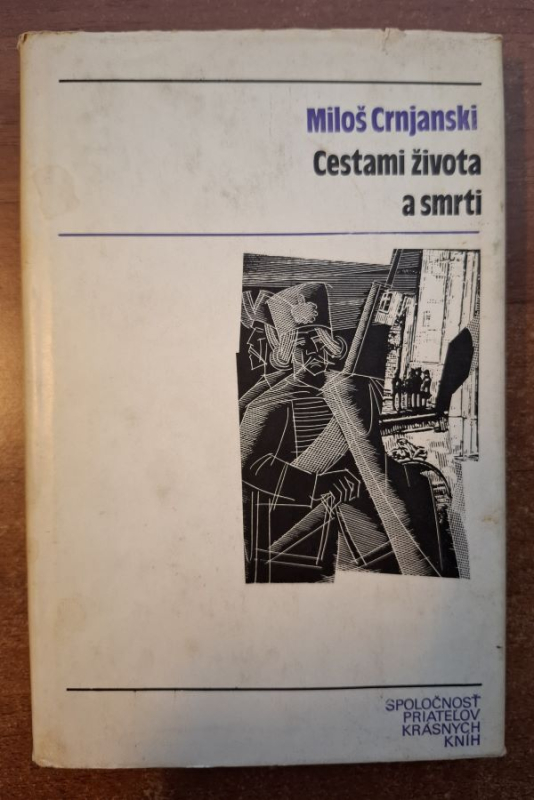 Miloš Crnjanski
Cestami života
a smrti
SPOLOČNOSŤ
PRIATEĽOV
KRÁSNYCH
KNÍH